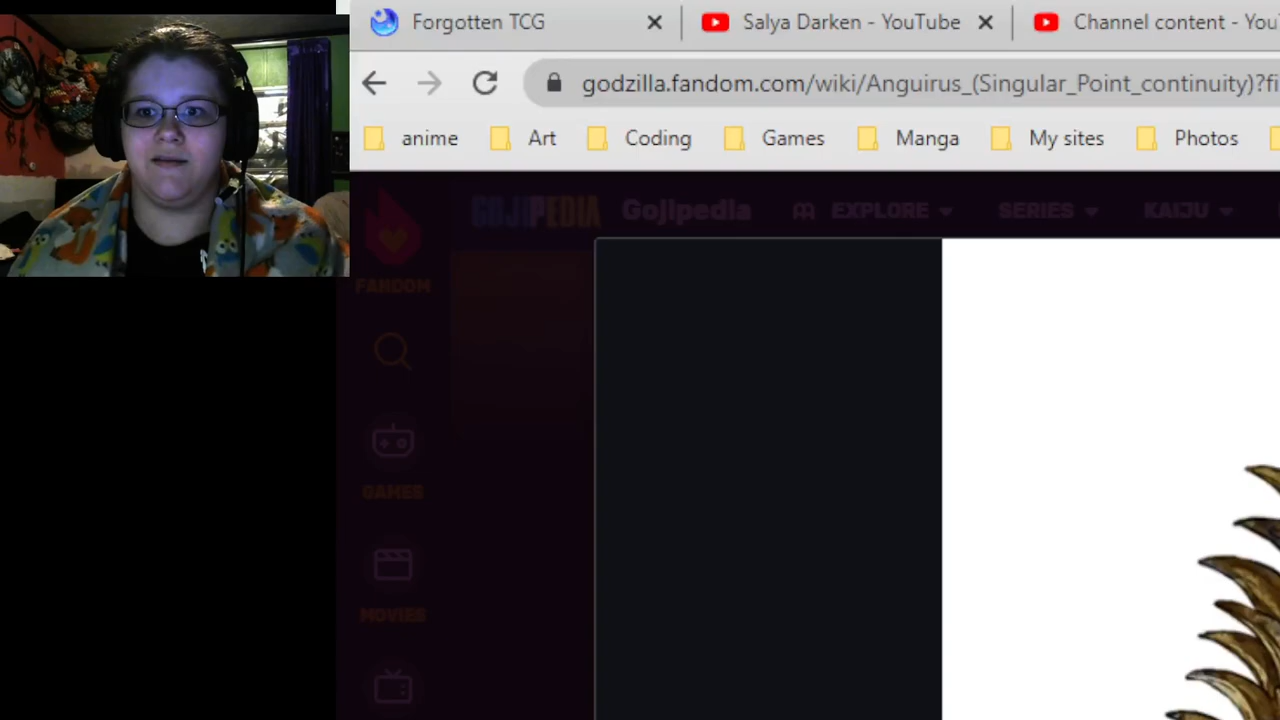 Forgotten TCG
Salya Darken - YouTube
Channel content - You
godzilla.fandom.com/wiki/Anguirus_(Singular_Point_continuity)?fi
anime Art Coding Games Manga My sites Photos
GOJIPEDIA Gojipedia EXPLORE SERIES KAIJU
FANDOM
GAMES
MOVIES